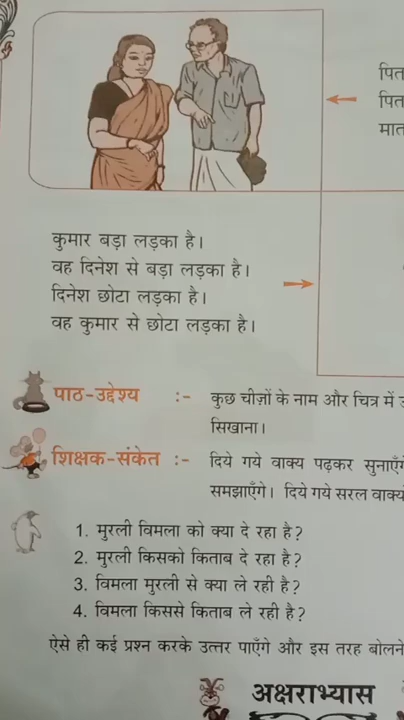 पित
पित
मात
कुमार बड़ा लड़का है।
वह दिनेश से बड़ा लड़का है।
दिनेश छोटा लड़का है।
वह कुमार से छोटा लड़का है।
पाठ-उद्देश्य :- कुछ चीज़ों के नाम और चित्र में
सिखाना।
शिक्षक-संकेत :- दिये गये वाक्य पढ़कर सुनाएँगे
समझाएँगे। दिये गये सरल वाक्यो
1. मुरली विमला को क्या दे रहा है?
2. मुरली किसको किताब दे रहा है?
3. विमला मुरली से क्या ले रही है?
4. विमला किससे किताब ले रही है?
ऐसे ही कई प्रश्न करके उत्तर पाएँगे और इस तरह बोलने
अक्षराभ्यास